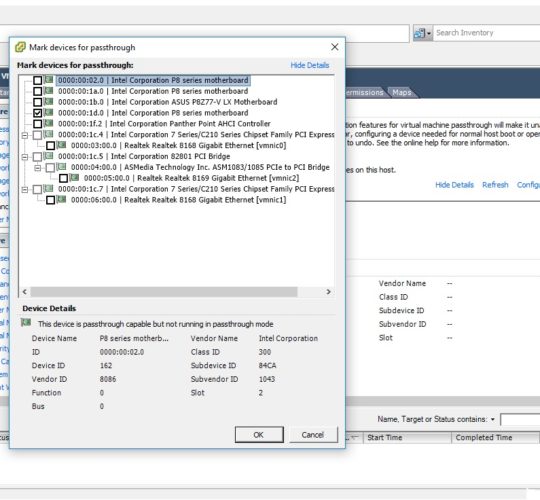 Search Inventory
Mark devices for passthrough
Mark devices for passthrough:
Hide Details
0000:00:02.0 | Intel Corporation P8 series motherboard
0000:00:1a.0 | Intel Corporation P8 series motherboard
0000:00:1b.0 | Intel Corporation ASUS P8Z77-V LX Motherboard
0000:00:1d.0 | Intel Corporation P8 series motherboard
0000:00:1f.2 | Intel Corporation Panther Point AHCI Controller
0000:00:1c.4 | Intel Corporation 7 Series/C210 Series Chipset Family PCI Express
0000:03:00.0 | Realtek Realtek 8168 Gigabit Ethernet [vmnic0]
0000:00:1c.5 | Intel Corporation 82801 PCI Bridge
0000:04:00.0 | ASMedia Technology Inc. ASM1083/1085 PCIe to PCI Bridge
0000:05:00.0 | Realtek Realtek 8169 Gigabit Ethernet [vmnic2]
0000:00:1c.7 | Intel Corporation 7 Series/C210 Series Chipset Family PCI Express
0000:06:00.0 | Realtek Realtek 8168 Gigabit Ethernet [vmnic1]
Device Details
This device is passthrough capable but not running in passthrough mode
Device Name P8 series motherb... Vendor Name Intel Corporation
ID 0000:00:02.0 Class ID 300
Device ID 162 Subdevice ID 84CA
Vendor ID 8086 Subvendor ID 1043
Function 0 Slot 2
Bus 0
OK Cancel
ermissions Maps
tion features for virtual machine passthrough will make it una
ar, configuring a device needed for normal host boot or opera
to undo. See the online help for more information.
es on this host.
Hide Details Refresh Config
Vendor Name --
Class ID --
Subdevice ID --
Subvendor ID --
Slot --
Name, Target or Status contains:
Start Time Completed Time